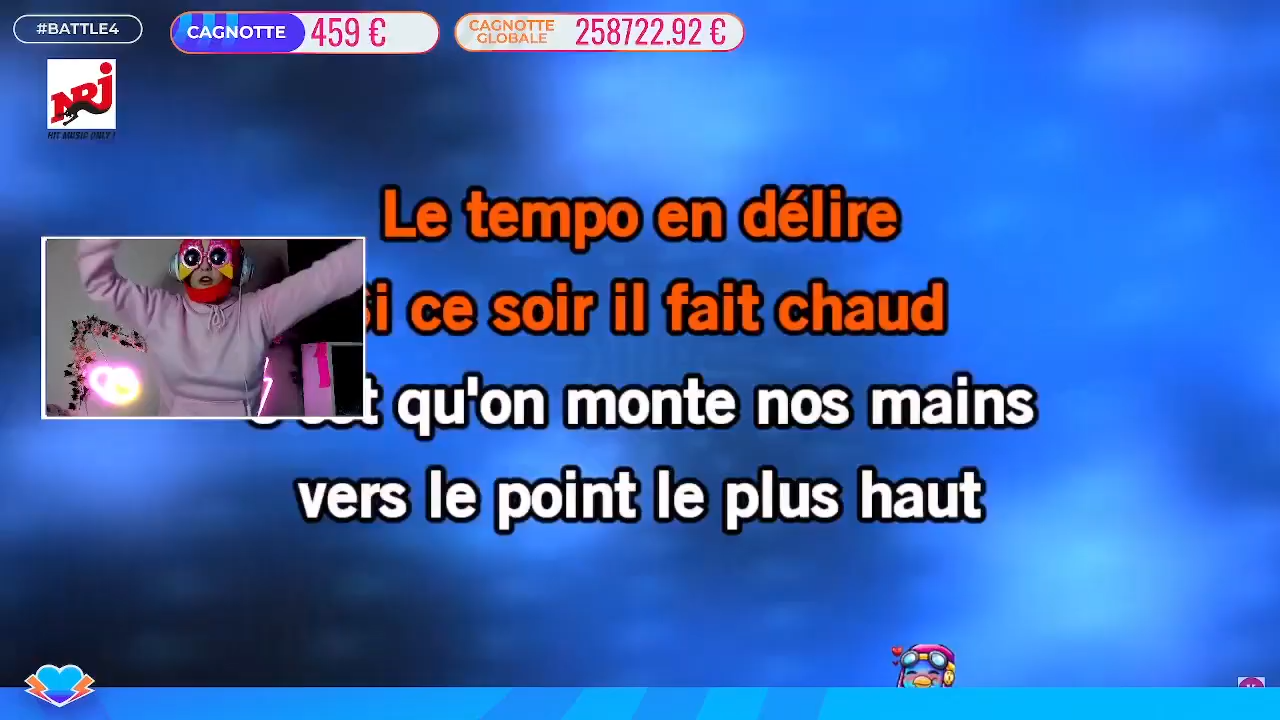 #BATTLE4
CAGNOTTE 459 €
CAGNOTTE GLOBALE 258722.92 €
NRJ
HIT MUSIC ONLY !
Le tempo en délire
si ce soir il fait chaud
qu'on monte nos mains
vers le point le plus haut